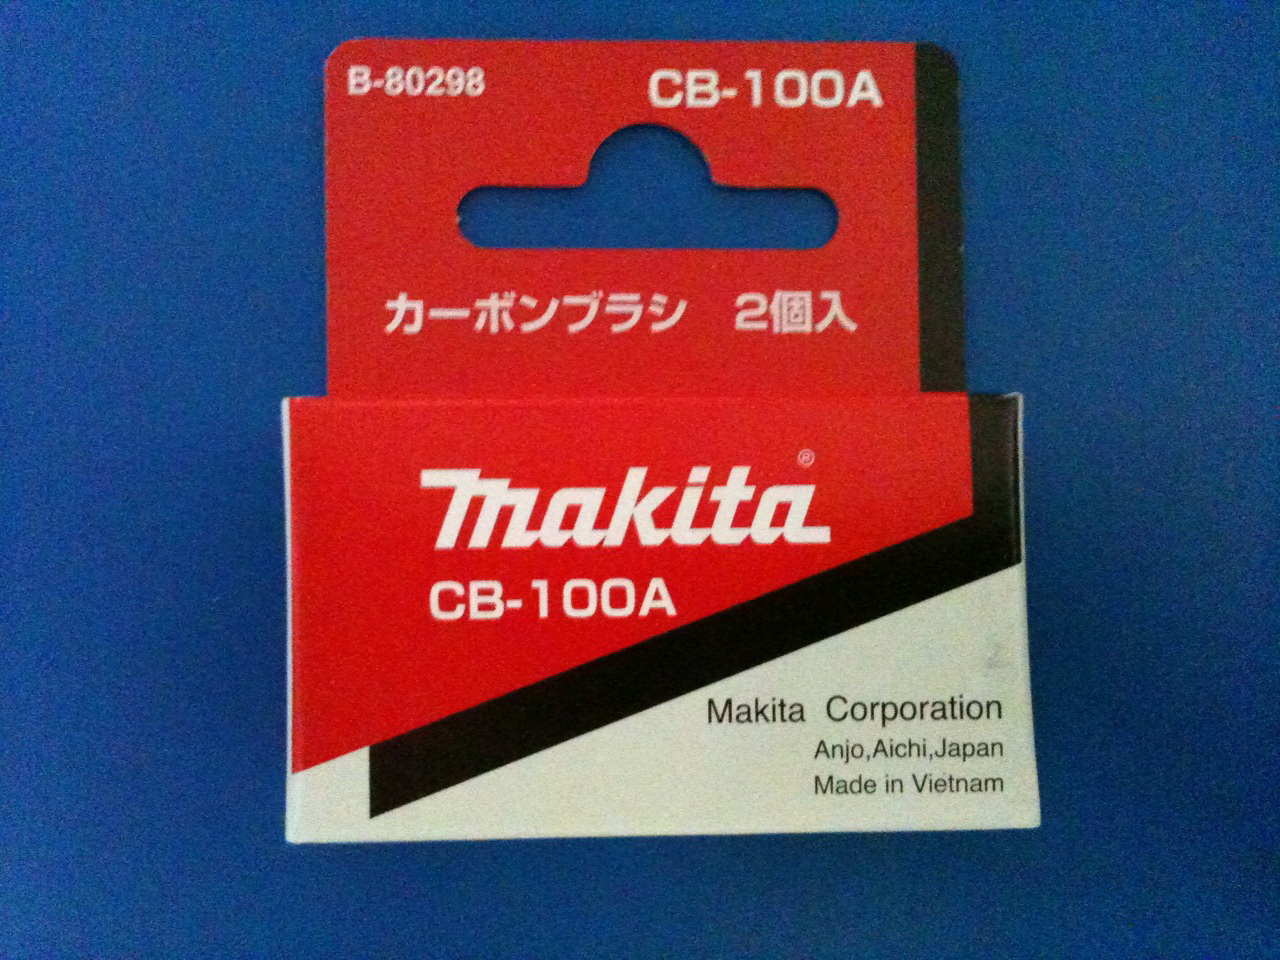 B-80298 CB-100A
カーボンブラシ 2個入
makita®
CB-100A
Makita Corporation
Anjo,Aichi,Japan
Made in Vietnam